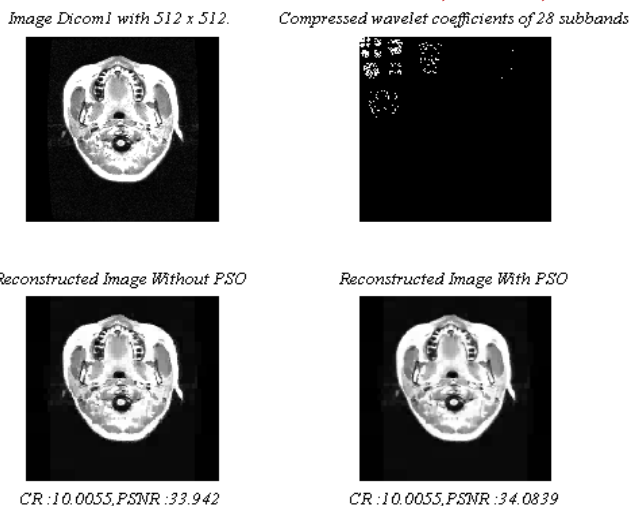 Image Dicom1 with 512 x 512.
Compressed wavelet coefficients of 28 subbands
Reconstructed Image Without PSO
Reconstructed Image With PSO
CR :10.0055,PSNR :33.942
CR :10.0055,PSNR :34.0839